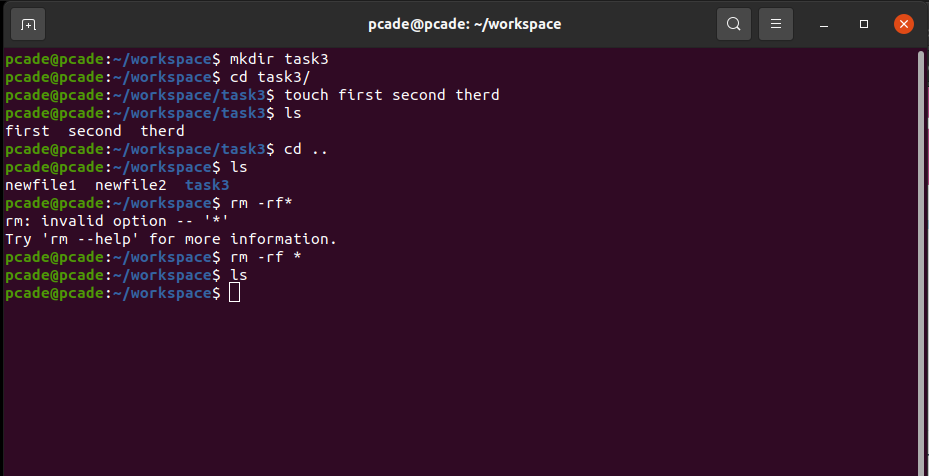 pcade@pcade: ~/workspace
pcade@pcade:~/workspace$ mkdir task3
pcade@pcade:~/workspace$ cd task3/
pcade@pcade:~/workspace/task3$ touch first second therd
pcade@pcade:~/workspace/task3$ ls
first  second  therd
pcade@pcade:~/workspace/task3$ cd ..
pcade@pcade:~/workspace$ ls
newfile1  newfile2  task3
pcade@pcade:~/workspace$ rm -rf*
rm: invalid option -- '*'
Try 'rm --help' for more information.
pcade@pcade:~/workspace$ rm -rf *
pcade@pcade:~/workspace$ ls
pcade@pcade:~/workspace$